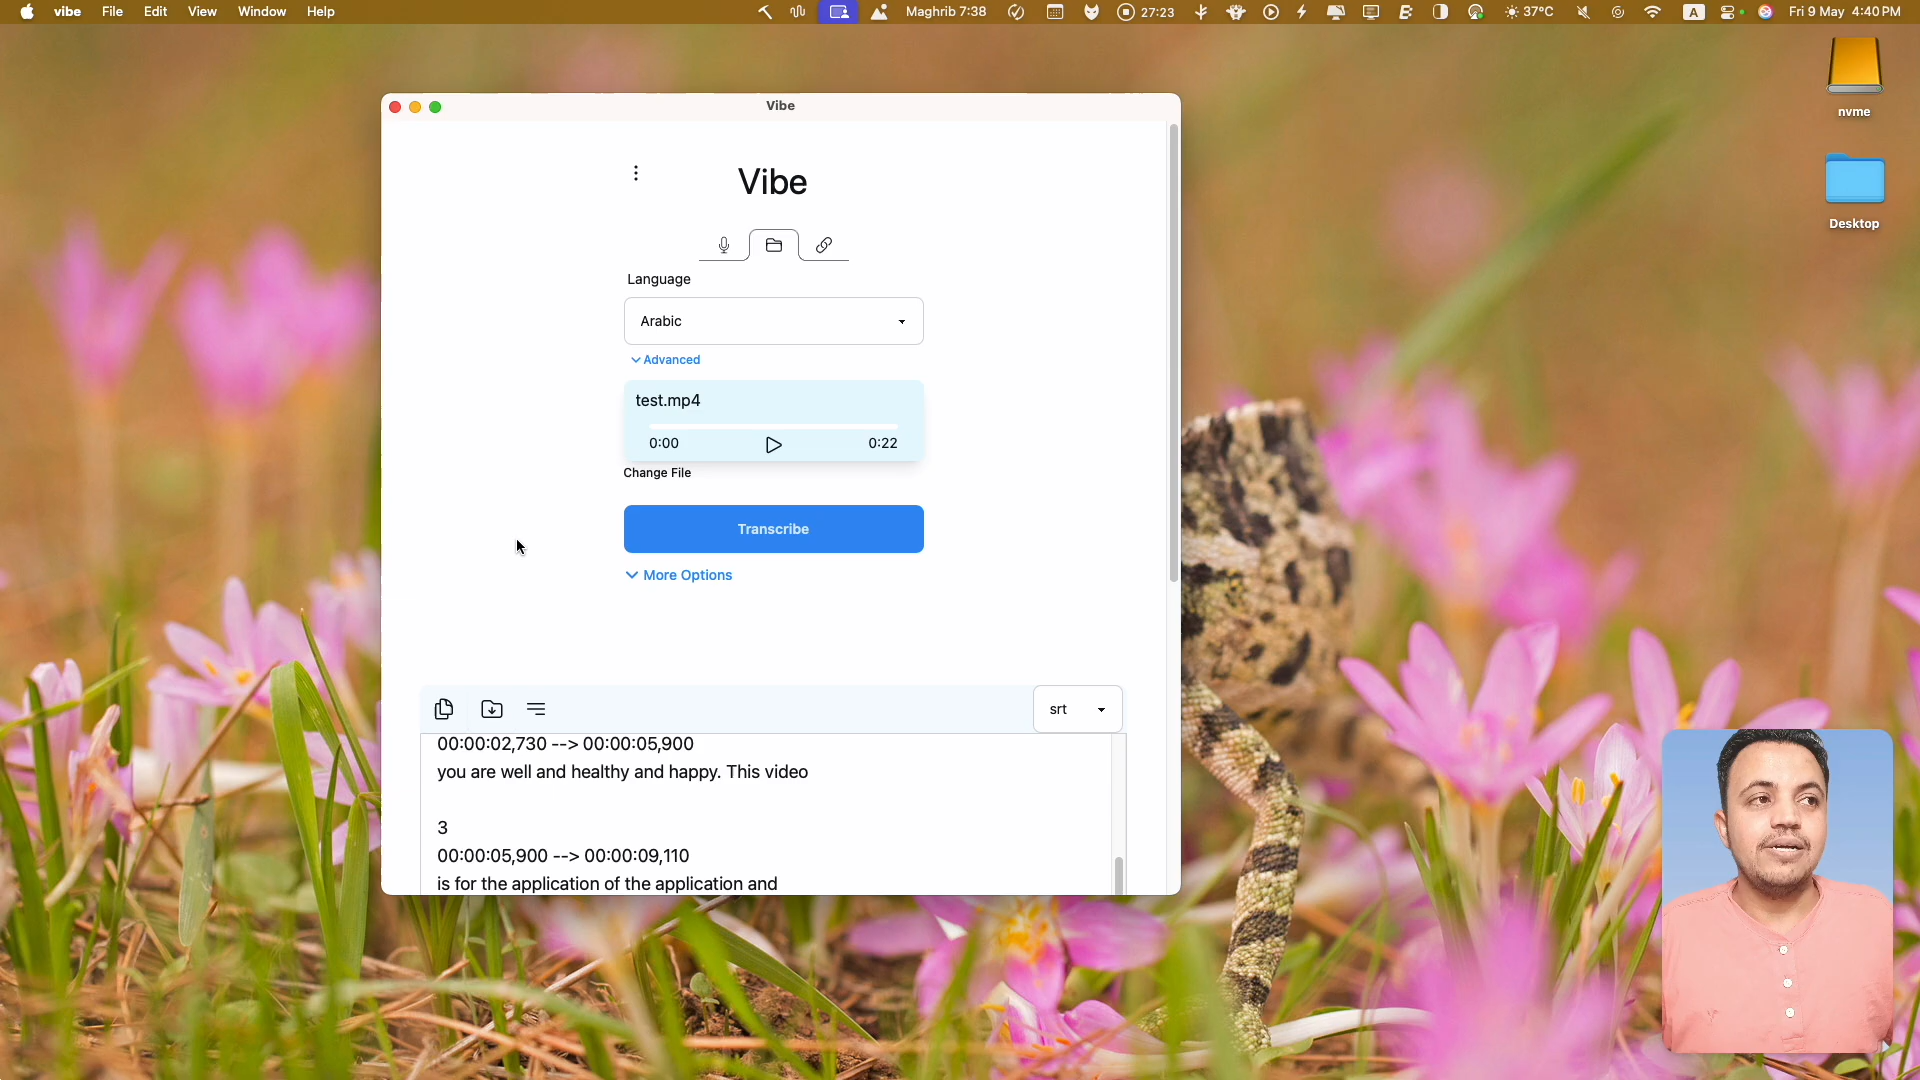 vibe File Edit View Window Help Maghrib 7:38 27:23 37°C A Fri 9 May 4:40 PM
nvme
Desktop
Vibe
Vibe
Language
Arabic
Advanced
test.mp4
0:00 0:22
Change File
Transcribe
More Options
srt
00:00:02,730 --> 00:00:05,900
you are well and healthy and happy. This video
3
00:00:05,900 --> 00:00:09,110
is for the application of the application and